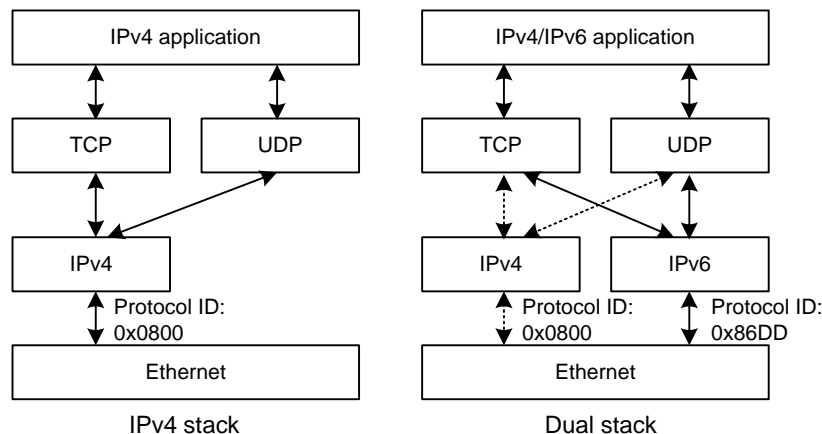 IPv4 application
TCP
UDP
IPv4
Protocol ID:
0x0800
Ethernet
IPv4 stack
IPv4/IPv6 application
TCP
UDP
IPv4
IPv6
Protocol ID:
0x0800
Protocol ID:
0x86DD
Ethernet
Dual stack